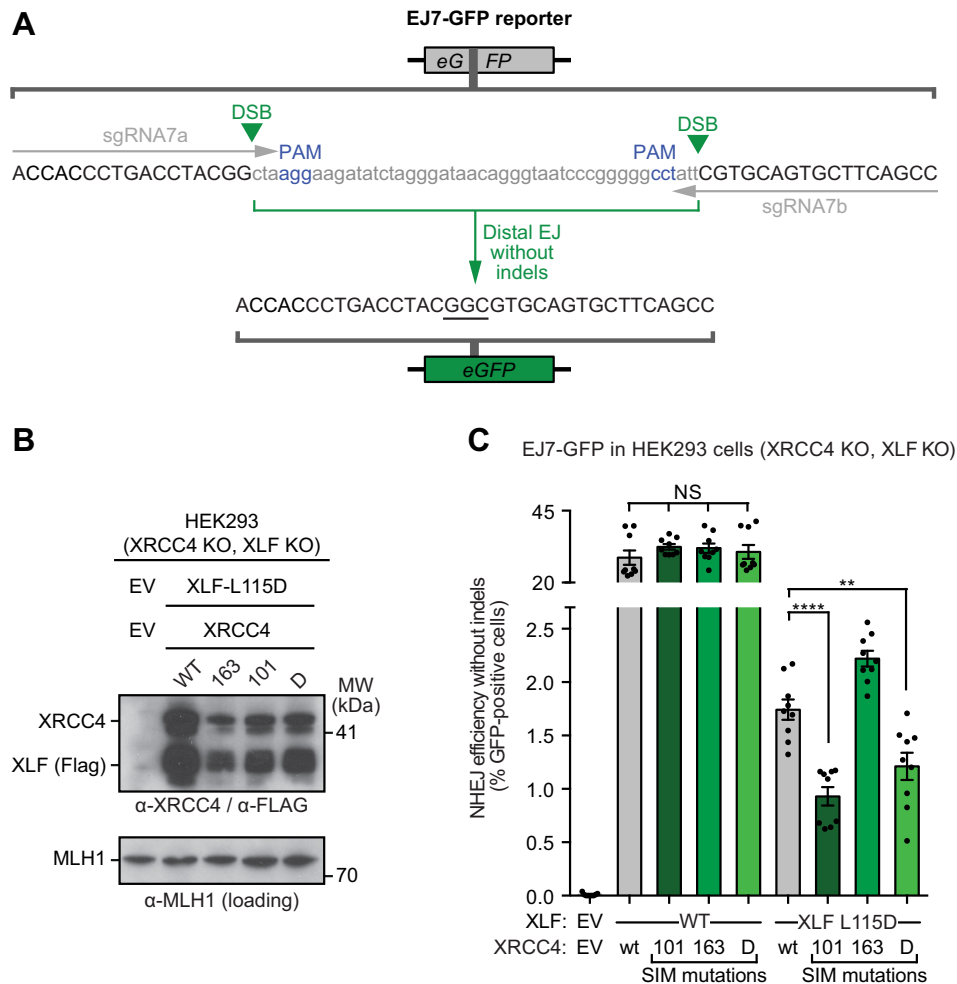 A
EJ7-GFP reporter
eG FP
DSB
DSB
sgRNA7a
PAM
PAM
ACCACCCTGACCTACGGctaaggaagatatctagggataacagggtaatcccgggggcctattCGTGCAGTGCTTCAGCC
sgRNA7b
Distal EJ
without
indels
ACCACCCTGACCTACGGCGTGCAGTGCTTCAGCC
eGFP
B
HEK293
(XRCC4 KO, XLF KO)
EV XLF-L115D
EV XRCC4
WT 163 101 D
MW
(kDa)
XRCC4
41
XLF (Flag)
α-XRCC4 / α-FLAG
MLH1
70
α-MLH1 (loading)
C
EJ7-GFP in HEK293 cells (XRCC4 KO, XLF KO)
NHEJ efficiency without indels
(% GFP-positive cells)
45
20
2.5
2.0
1.5
1.0
0.5
0.0
NS
**
****
XLF: EV WT XLF L115D
XRCC4: EV wt 101 163 D wt 101 163 D
SIM mutations SIM mutations